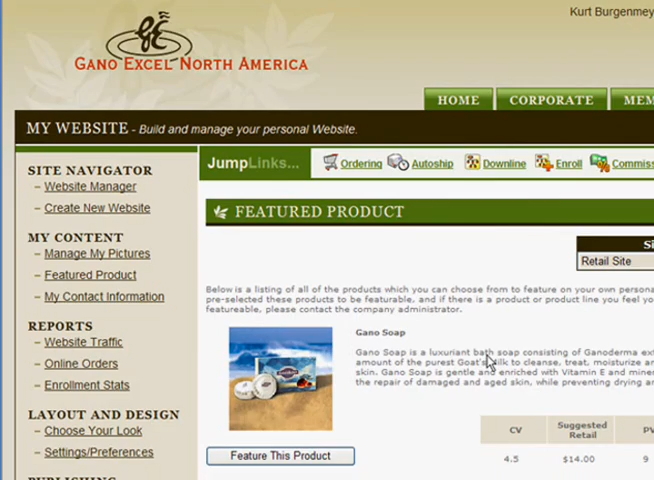 Kurt Burgenmey
GE
GANO EXCEL NORTH AMERICA
HOME
CORPORATE
MEM
MY WEBSITE - Build and manage your personal Website.
SITE NAVIGATOR
– Website Manager
– Create New Website
MY CONTENT
– Manage My Pictures
– Featured Product
– My Contact Information
REPORTS
– Website Traffic
– Online Orders
– Enrollment Stats
LAYOUT AND DESIGN
– Choose Your Look
– Settings/Preferences
PUBLISHING
JumpLinks...
Ordering
Autoship
Downline
Enroll
Commiss
FEATURED PRODUCT
Si
Retail Site
Below is a listing of all of the products which you can choose from to feature on your own persona
pre-selected these products to be featurable, and if there is a product or product line you feel yo
featureable, please contact the company administrator.
Gano Soap
Gano Soap is a luxuriant bath soap consisting of Ganoderma ext
amount of the purest Goat's milk to cleanse, treat, moisturize an
skin. Gano Soap is gentle and enriched with Vitamin E and miner
the repair of damaged and aged skin, while preventing drying ar
CV
Suggested
Retail
PV
4.5
$14.00
9
Feature This Product